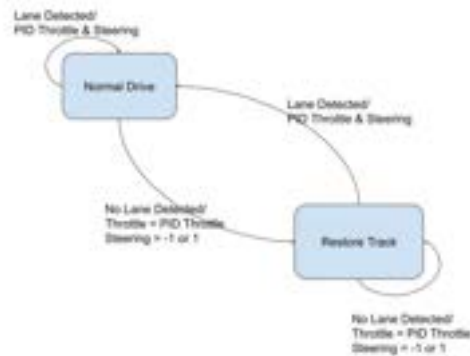 Lane Detected/
PID Throttle & Steering
Normal Drive
Lane Detected/
PID Throttle & Steering
No Lane Detected/
Throttle = PID Throttle
Steering = -1 or 1
Restore Track
No Lane Detected/
Throttle = PID Throttle
Steering = -1 or 1